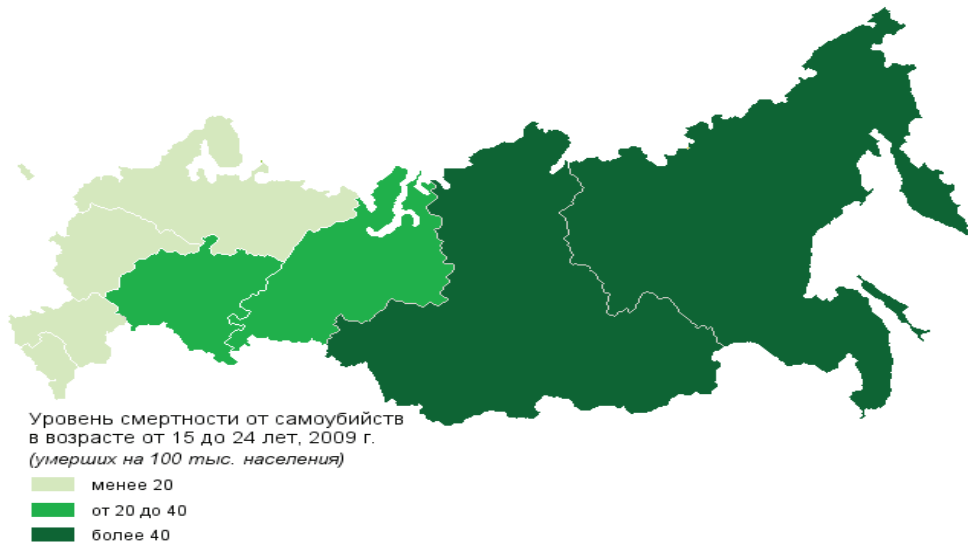 Уровень смертности от самоубийств
в возрасте от 15 до 24 лет, 2009 г.
(умерших на 100 тыс. населения)
менее 20
от 20 до 40
более 40